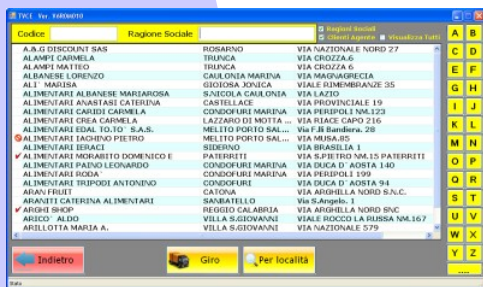 TVCE Ver. V6ROM010
Codice Ragione Sociale Ragioni Sociali
Clienti Agente Visualizza Tutti
A.&.G DISCOUNT SAS ROSARNO VIA NAZIONALE NORD 27
ALAMPI CARMELA TRUNCA VIA CROZZA.6
ALAMPI MATTEO TRUNCA VIA CROZZA 6
ALBANESE LORENZO CAULONIA MARINA VIA MAGNAGRECIA
ALI` MARISA GIOIOSA JONICA VIALE RIMEMBRANZE 35
ALIMENTARI ALBANESE MARIAROSA S.NICOLA CAULONIA VIA LAZIO
ALIMENTARI ANASTASI CATERINA CASTELLACE VIA PROVINCIALE 19
ALIMENTARI CARIDI CARMELA CONDOFURI MARINA VIA PERIPOLI NM.123
ALIMENTARI CREA CARMELA LAZZARO DI MOTTA ... VIA RIACE CAPO 216
ALIMENTARI EDAL TO.TO` S.A.S. MELITO PORTO SAL... Via F.lli Bandiera. 28
ALIMENTARI IACHINO PIETRO MELITO PORTO SAL... VIA MUSA.85
ALIMENTARI IERACI SIDERNO VIA BRASILIA 1
ALIMENTARI MORABITO DOMENICO E PATERRITI VIA S.PIETRO NM.15 PATERRITI
ALIMENTARI PAINO LEONARDO CONDOFURI MARINA VIA DUCA D` AOSTA 140
ALIMENTARI RODA` CONDOFURI MARINA VIA PERIPOLI 199
ALIMENTARI TRIPODI ANTONINO CONDOFURI VIA DUCA D` AOSTA 94
ARAN FRUIT CATONA VIA ARGHILLA NORD S.N.C.
ARANITI CATERINA ALIMENTARI SANBATELLO Via S.Angelo. 1
ARGHI SHOP REGGIO CALABRIA VIA ARGHILLA NORD SNC
ARICO` ALDO VILLA S.GIOVANNI VIALE ROCCO LA RUSSA NM.167
ARILLOTTA MARIA A. VILLA S.GIOVANNI VIA NAZIONALE 579
A B
C D
E F
G H
I J
K L
M N
O P
Q R
S T
U V
W X
Y Z
....
Indietro Giro Per località
Stato